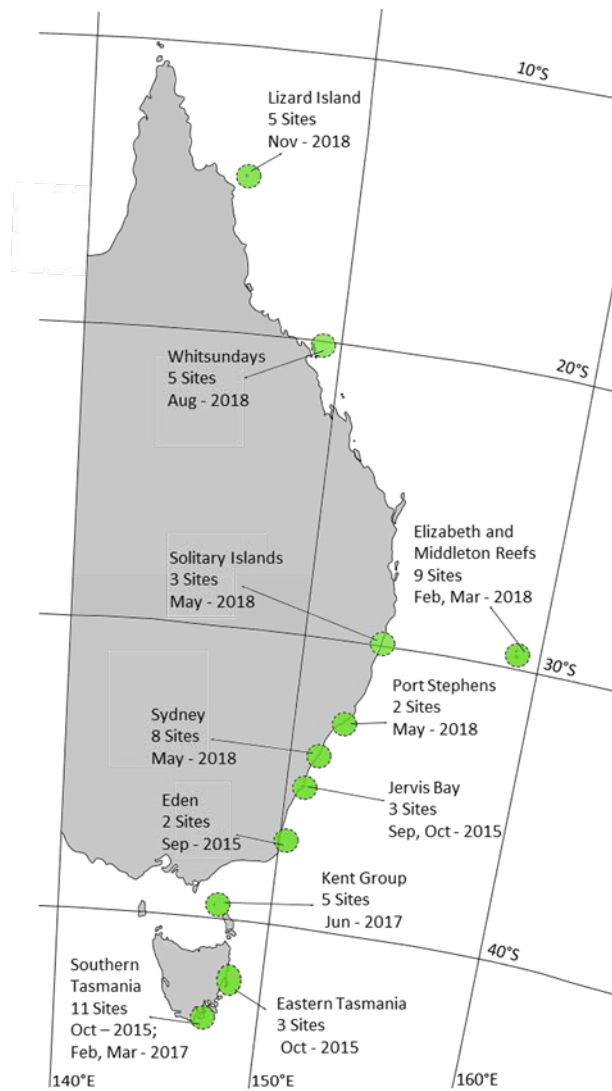 10°S
Lizard Island
5 Sites
Nov - 2018
Whitsundays
5 Sites
Aug - 2018
20°S
Elizabeth and
Middleton Reefs
9 Sites
Feb, Mar - 2018
Solitary Islands
3 Sites
May - 2018
30°S
Port Stephens
2 Sites
May - 2018
Sydney
8 Sites
May - 2018
Jervis Bay
3 Sites
Sep, Oct - 2015
Eden
2 Sites
Sep - 2015
Kent Group
5 Sites
Jun - 2017
40°S
Southern
Tasmania
11 Sites
Oct – 2015;
Feb, Mar - 2017
Eastern Tasmania
3 Sites
Oct - 2015
140°E
150°E
160°E